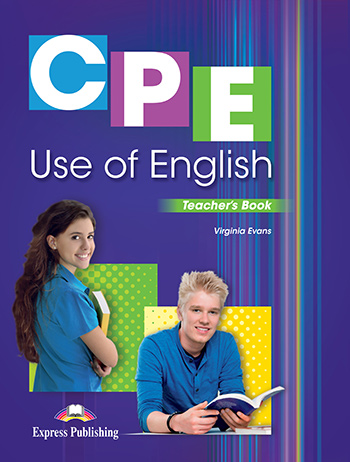 CPE
Use of English
Teacher's Book
Virginia Evans
Express Publishing